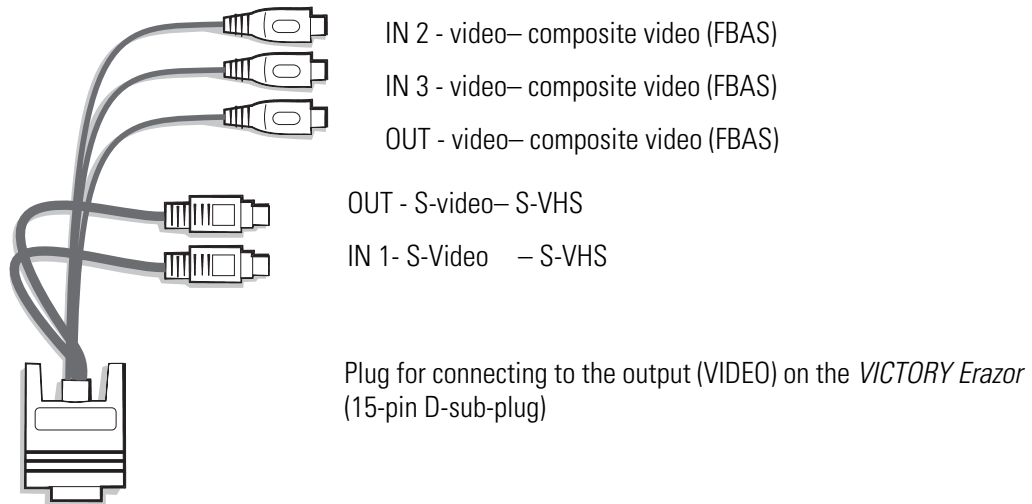 IN 2 - video– composite video (FBAS)
IN 3 - video– composite video (FBAS)
OUT - video– composite video (FBAS)
OUT - S-video– S-VHS
IN 1- S-Video – S-VHS
Plug for connecting to the output (VIDEO) on the VICTORY Erazor
(15-pin D-sub-plug)